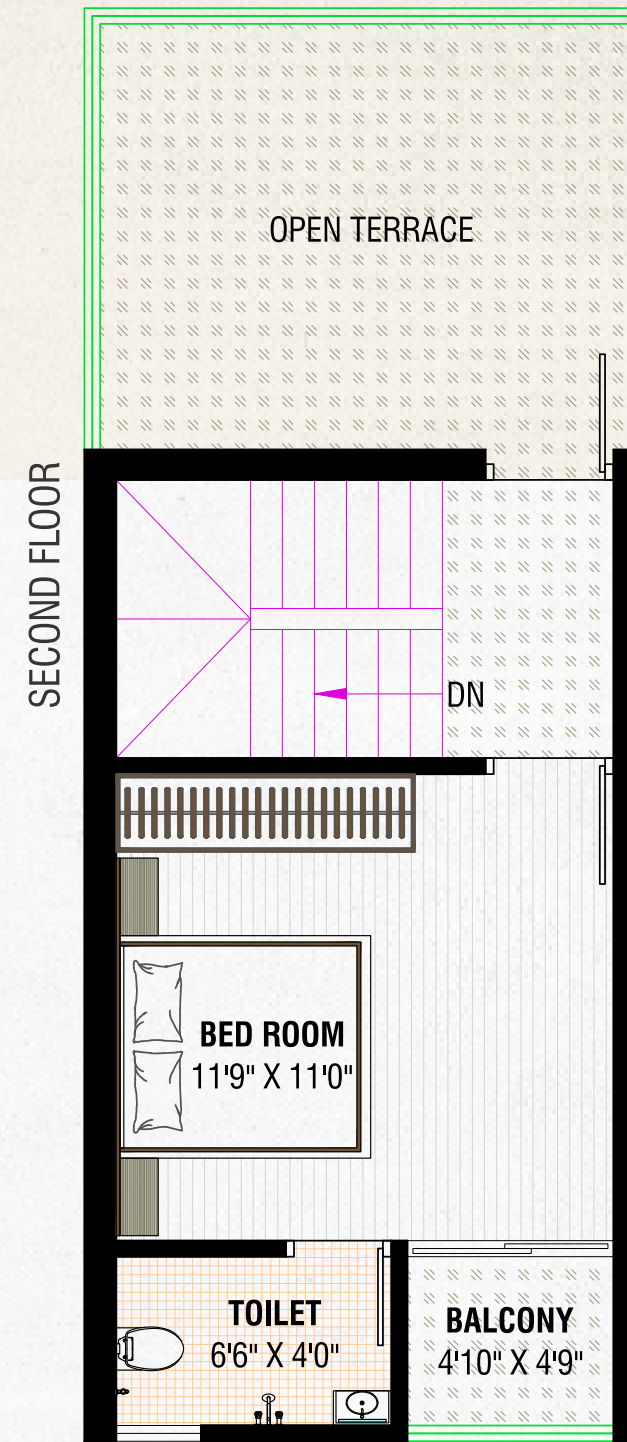 OPEN TERRACE
SECOND FLOOR
DN
BED ROOM
11'9" X 11'0"
TOILET
6'6" X 4'0"
BALCONY
4'10" X 4'9"